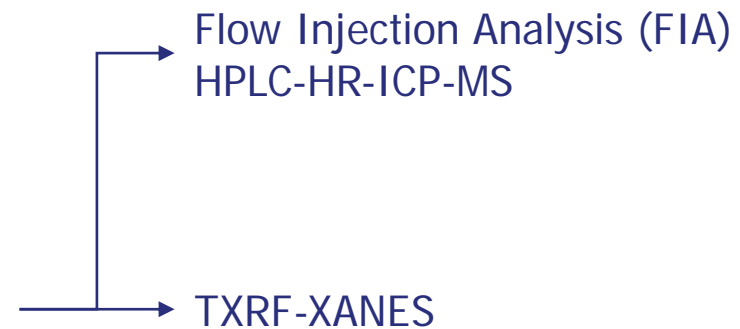 Flow Injection Analysis (FIA)
HPLC-HR-ICP-MS
TXRF-XANES